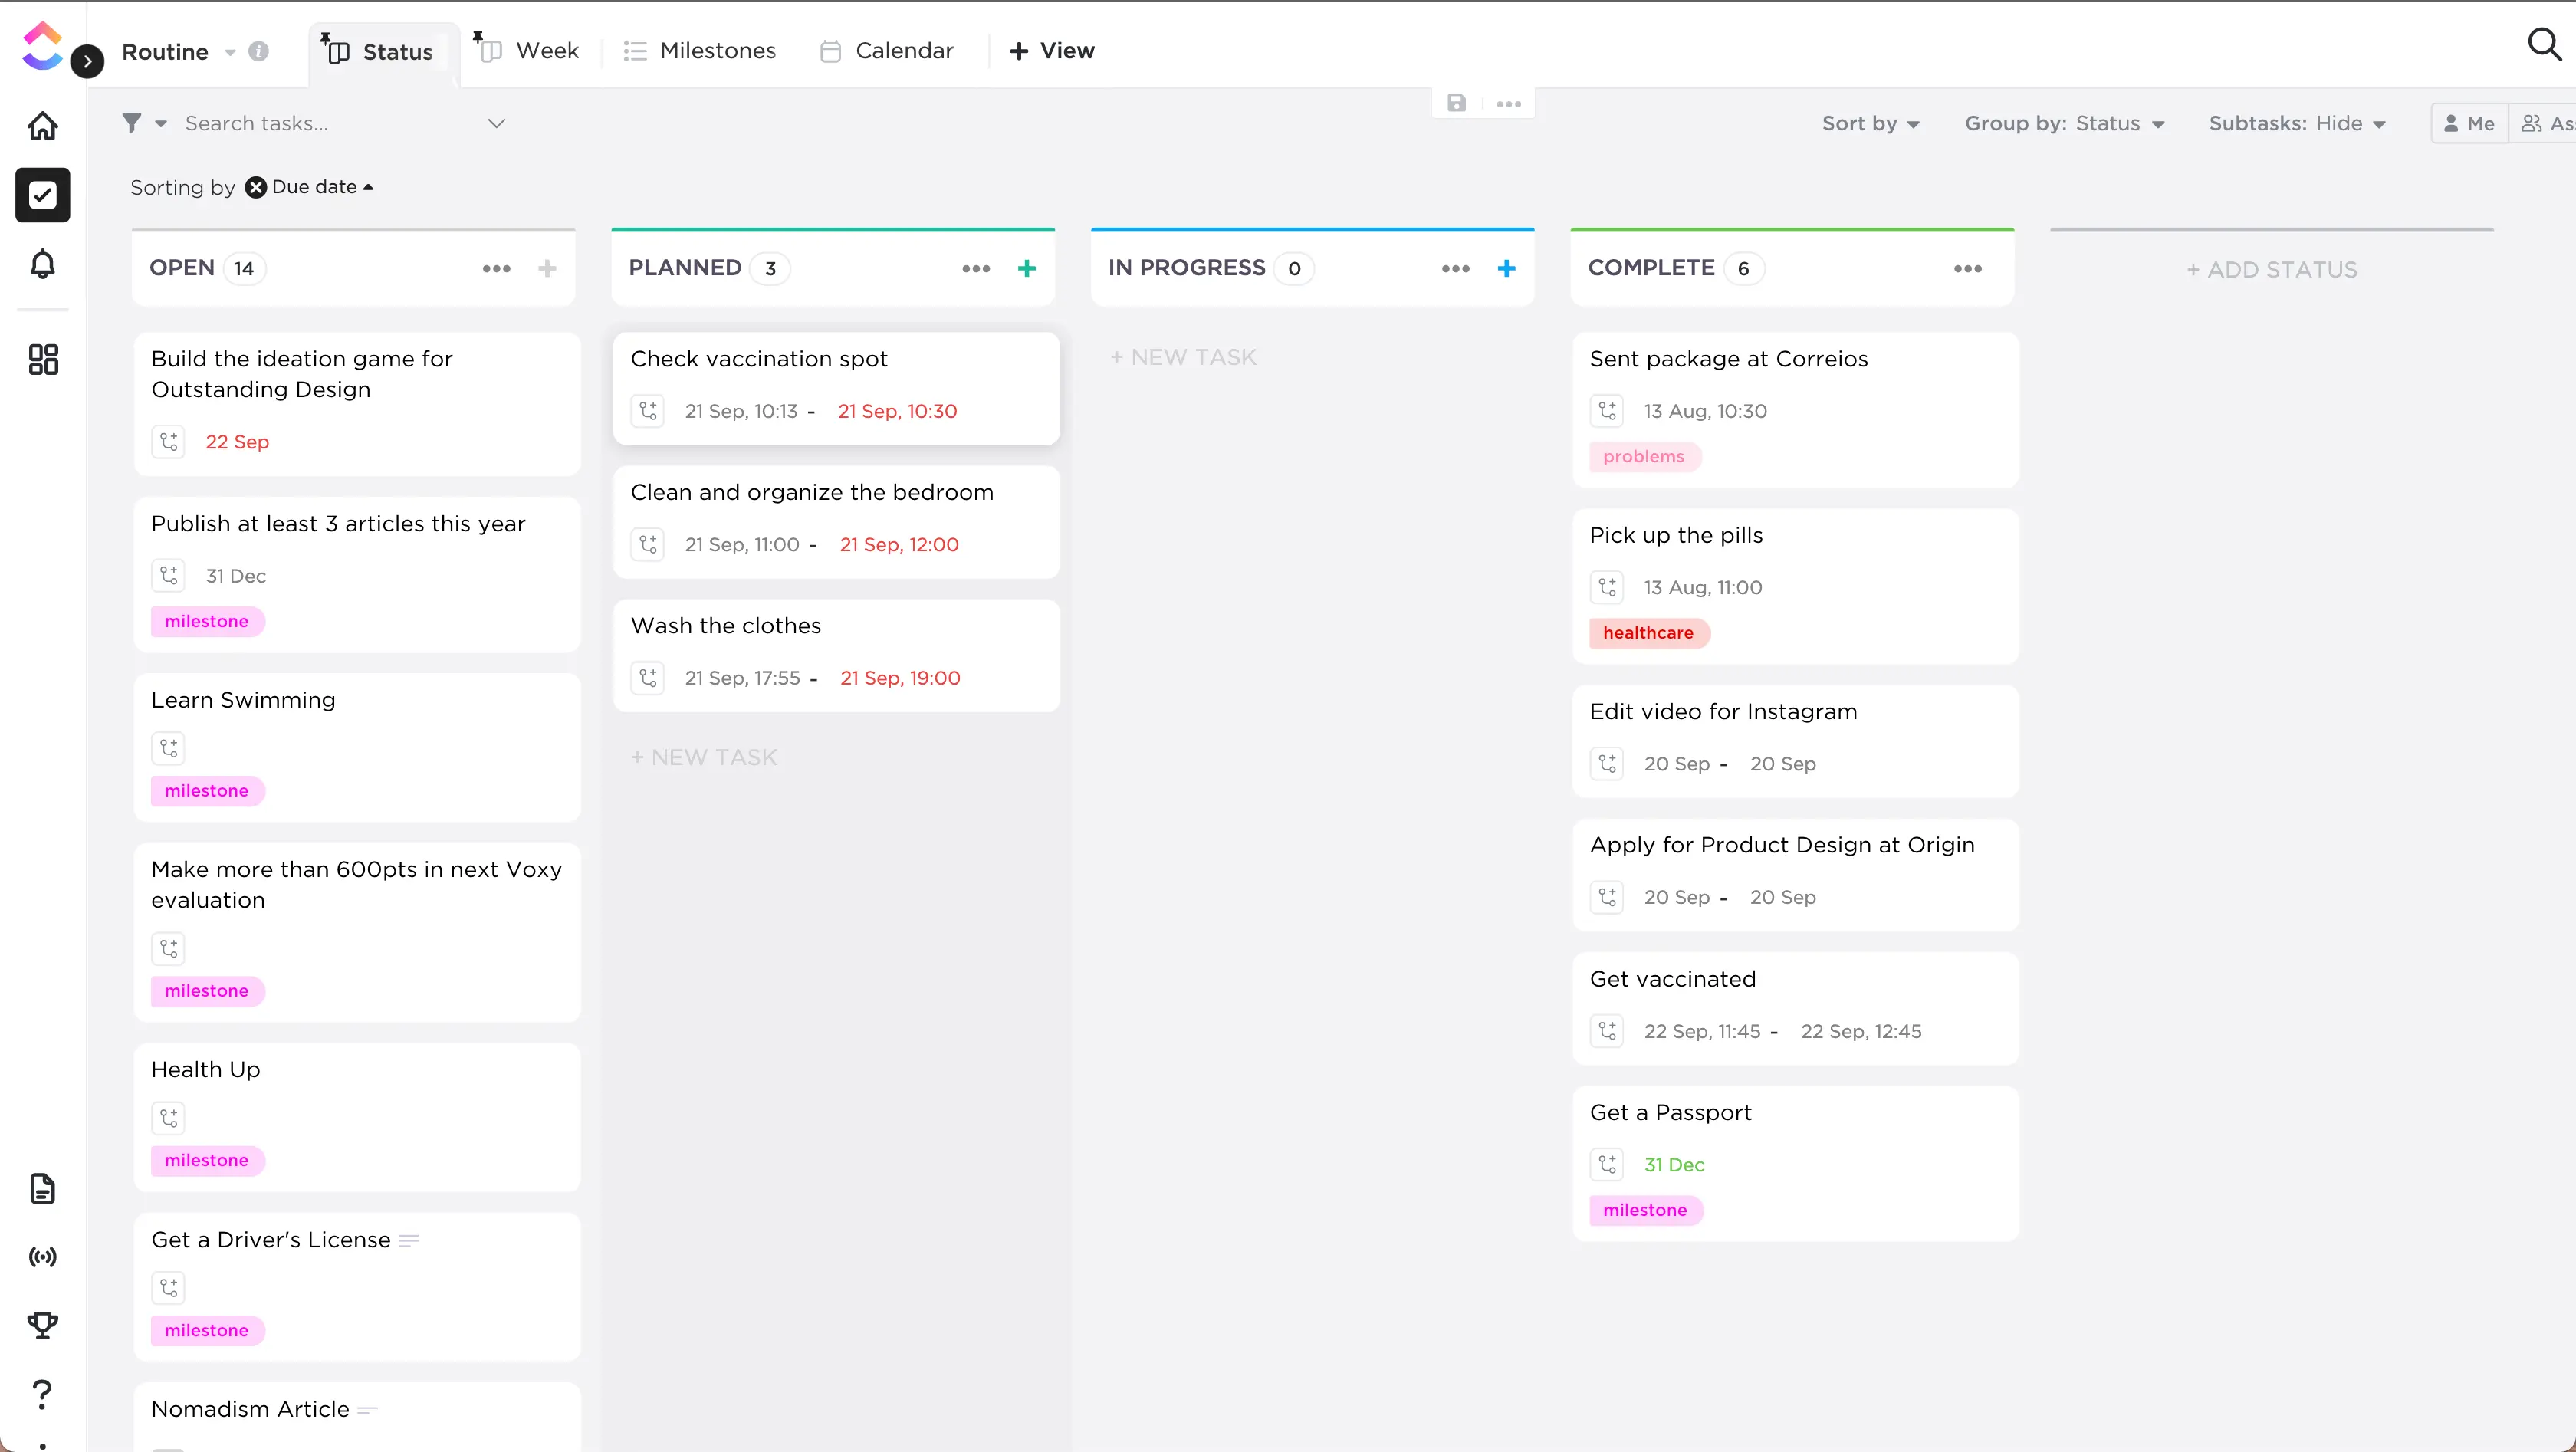 Routine
Status
Week
Milestones
Calendar
+ View
Search tasks...
Sort by
Group by: Status
Subtasks: Hide
Me
As
Sorting by Due date
OPEN 14
Build the ideation game for
Outstanding Design
22 Sep
Publish at least 3 articles this year
31 Dec
milestone
Learn Swimming
milestone
Make more than 600pts in next Voxy
evaluation
milestone
Health Up
milestone
Get a Driver's License
milestone
Nomadism Article
PLANNED 3
Check vaccination spot
21 Sep, 10:13 - 21 Sep, 10:30
Clean and organize the bedroom
21 Sep, 11:00 - 21 Sep, 12:00
Wash the clothes
21 Sep, 17:55 - 21 Sep, 19:00
+ NEW TASK
IN PROGRESS 0
+ NEW TASK
COMPLETE 6
Sent package at Correios
13 Aug, 10:30
problems
Pick up the pills
13 Aug, 11:00
healthcare
Edit video for Instagram
20 Sep - 20 Sep
Apply for Product Design at Origin
20 Sep - 20 Sep
Get vaccinated
22 Sep, 11:45 - 22 Sep, 12:45
Get a Passport
31 Dec
milestone
+ ADD STATUS